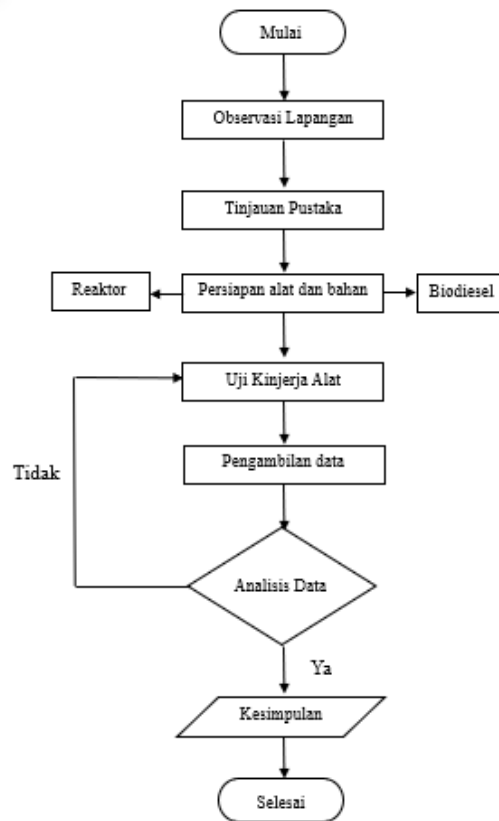 Mulai
Observasi Lapangan
Tinjauan Pustaka
Reaktor
Persiapan alat dan bahan
Biodiesel
Uji Kinjerja Alat
Pengambilan data
Tidak
Analisis Data
Ya
Kesimpulan
Selesai